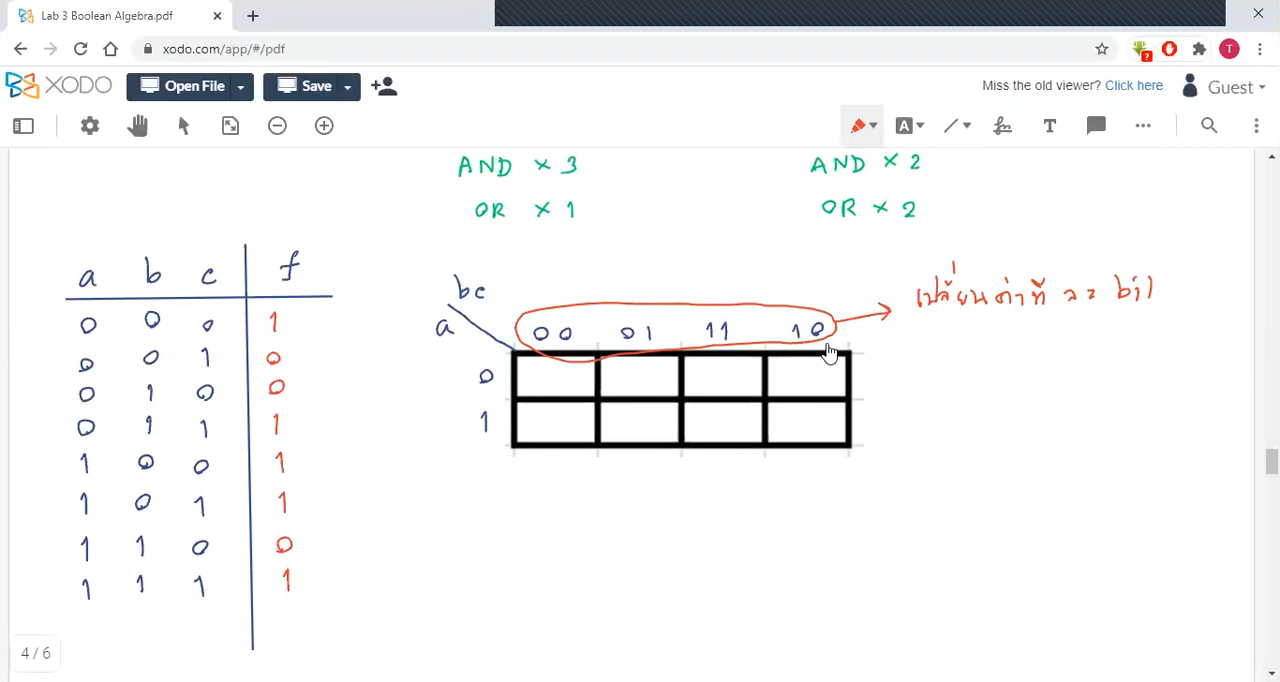 Lab 3 Boolean Algebra.pdf
xodo.com/app/#/pdf
XODO Open File Save Miss the old viewer? Click here Guest
AND × 3 AND × 2
OR × 1 OR × 2
a b c f
0 0 0 1
0 0 1 0
0 1 0 0
0 1 1 1
1 0 0 1
1 0 1 1
1 1 0 0
1 1 1 1
bc
a
00 01 11 10
0
1
เปลี่ยนค่าที่ละ bit
4 / 6